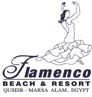 Flamenco
BEACH & RESORT
QUSEIR - MARSA ALAM, EGYPT